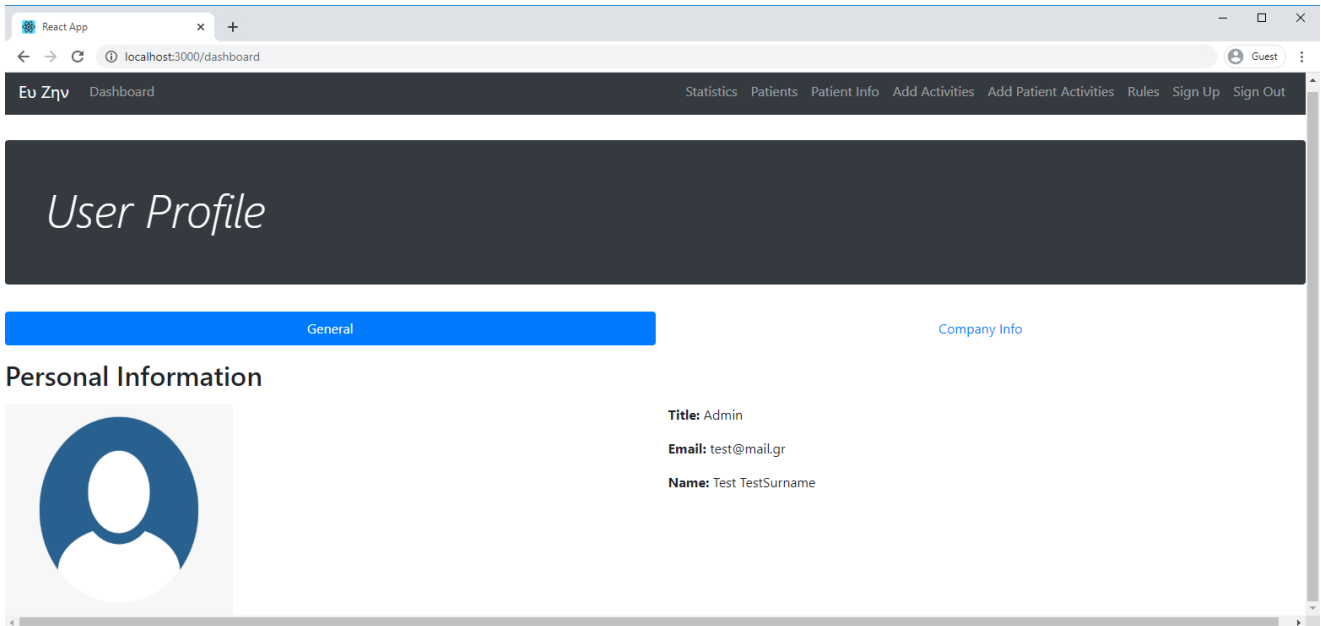 React App
localhost:3000/dashboard
Guest
Ευ Ζην Dashboard Statistics Patients Patient Info Add Activities Add Patient Activities Rules Sign Up Sign Out
User Profile
General Company Info
Personal Information
Title: Admin
Email: test@mail.gr
Name: Test TestSurname